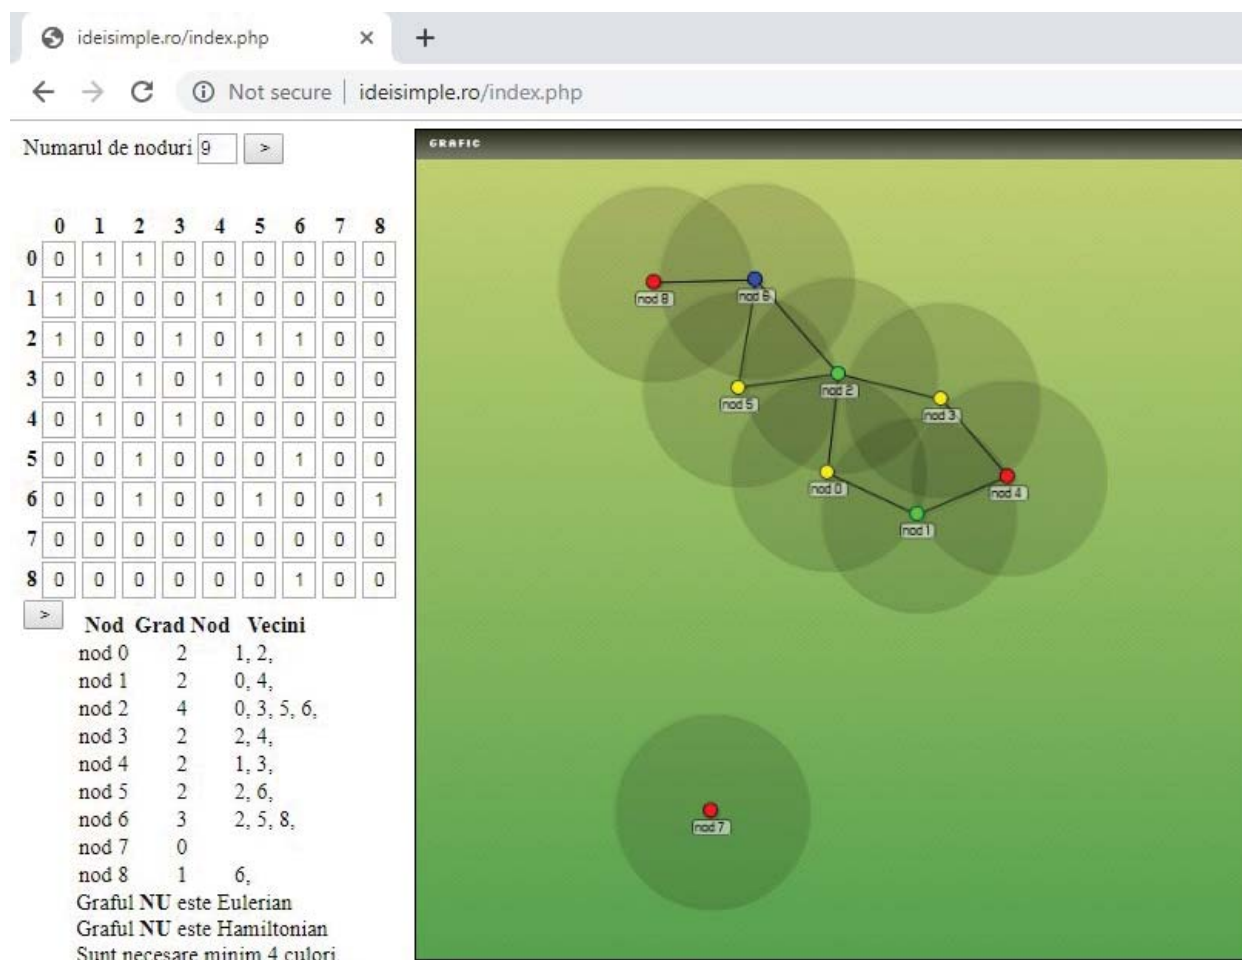 ideisimple.ro/index.php
Not secure | ideisimple.ro/index.php
Numarul de noduri 9 >
0 1 2 3 4 5 6 7 8
0 0 1 1 0 0 0 0 0 0
1 1 0 0 0 1 0 0 0 0
2 1 0 0 1 0 1 1 0 0
3 0 0 1 0 1 0 0 0 0
4 0 1 0 1 0 0 0 0 0
5 0 0 1 0 0 0 1 0 0
6 0 0 1 0 0 1 0 0 1
7 0 0 0 0 0 0 0 0 0
8 0 0 0 0 0 0 1 0 0
>
Nod Grad Nod Vecini
nod 0 2 1, 2,
nod 1 2 0, 4,
nod 2 4 0, 3, 5, 6,
nod 3 2 2, 4,
nod 4 2 1, 3,
nod 5 2 2, 6,
nod 6 3 2, 5, 8,
nod 7 0
nod 8 1 6,
Graful NU este Eulerian
Graful NU este Hamiltonian
Sunt necesare minim 4 culori
GRAFIC
nod 8
nod 6
nod 5
nod 2
nod 3
nod 0
nod 4
nod 1
nod 7